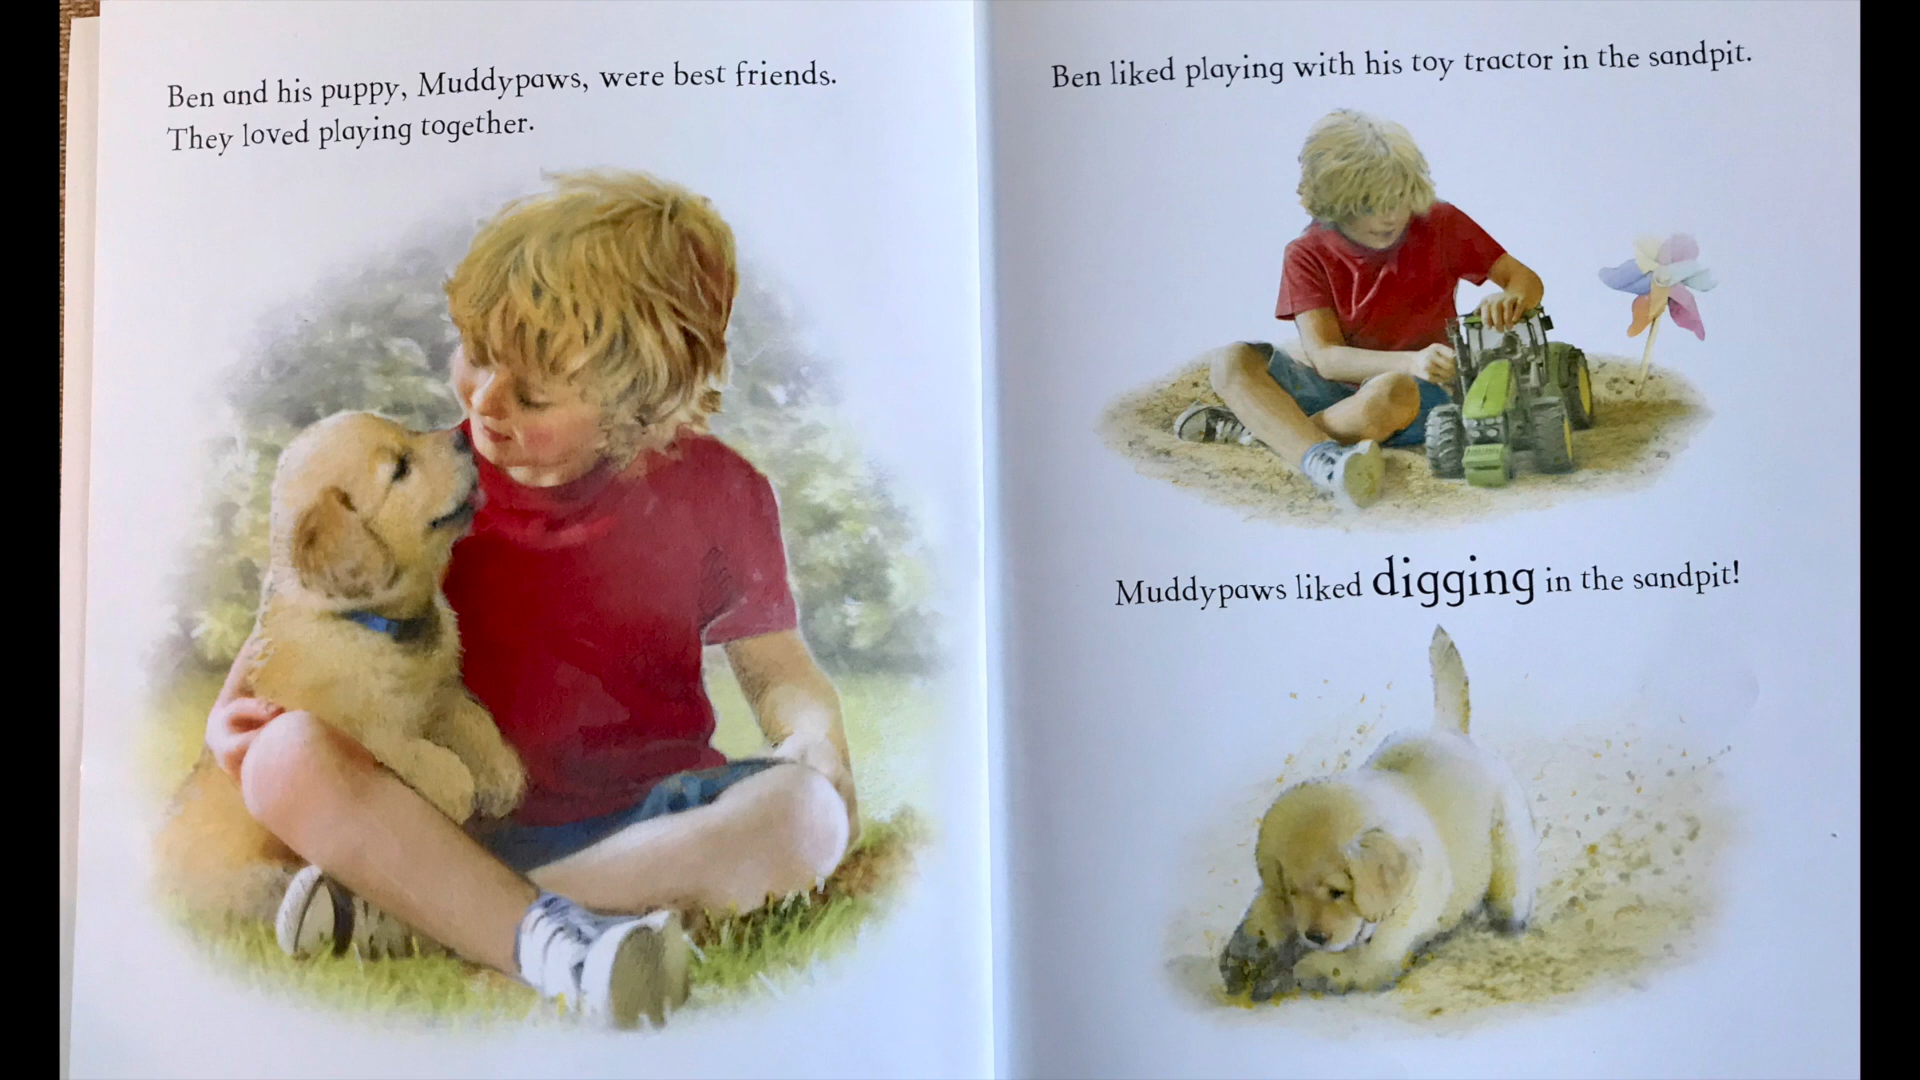 Ben and his puppy, Muddypaws, were best friends.
They loved playing together.
Ben liked playing with his toy tractor in the sandpit.
Muddypaws liked digging in the sandpit!